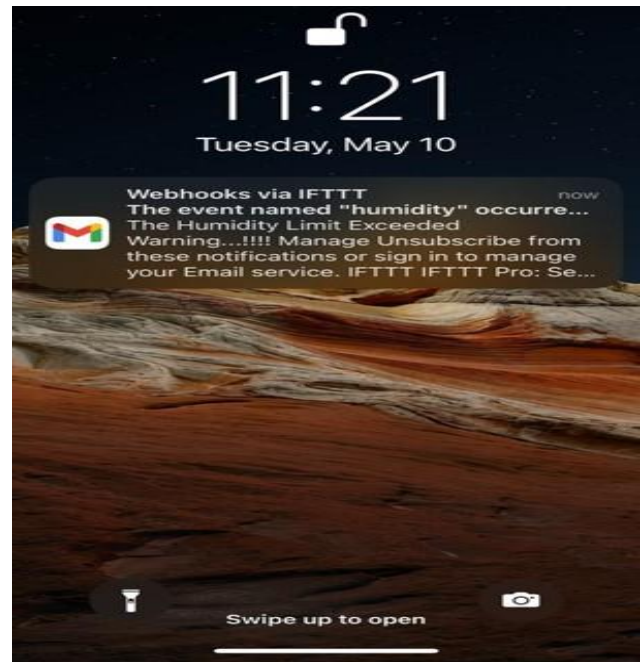 11:21
Tuesday, May 10
Webhooks via IFTTT now
The event named "humidity" occurre...
The Humidity Limit Exceeded
Warning...!!!! Manage Unsubscribe from
these notifications or sign in to manage
your Email service. IFTTT IFTTT Pro: Se...
Swipe up to open